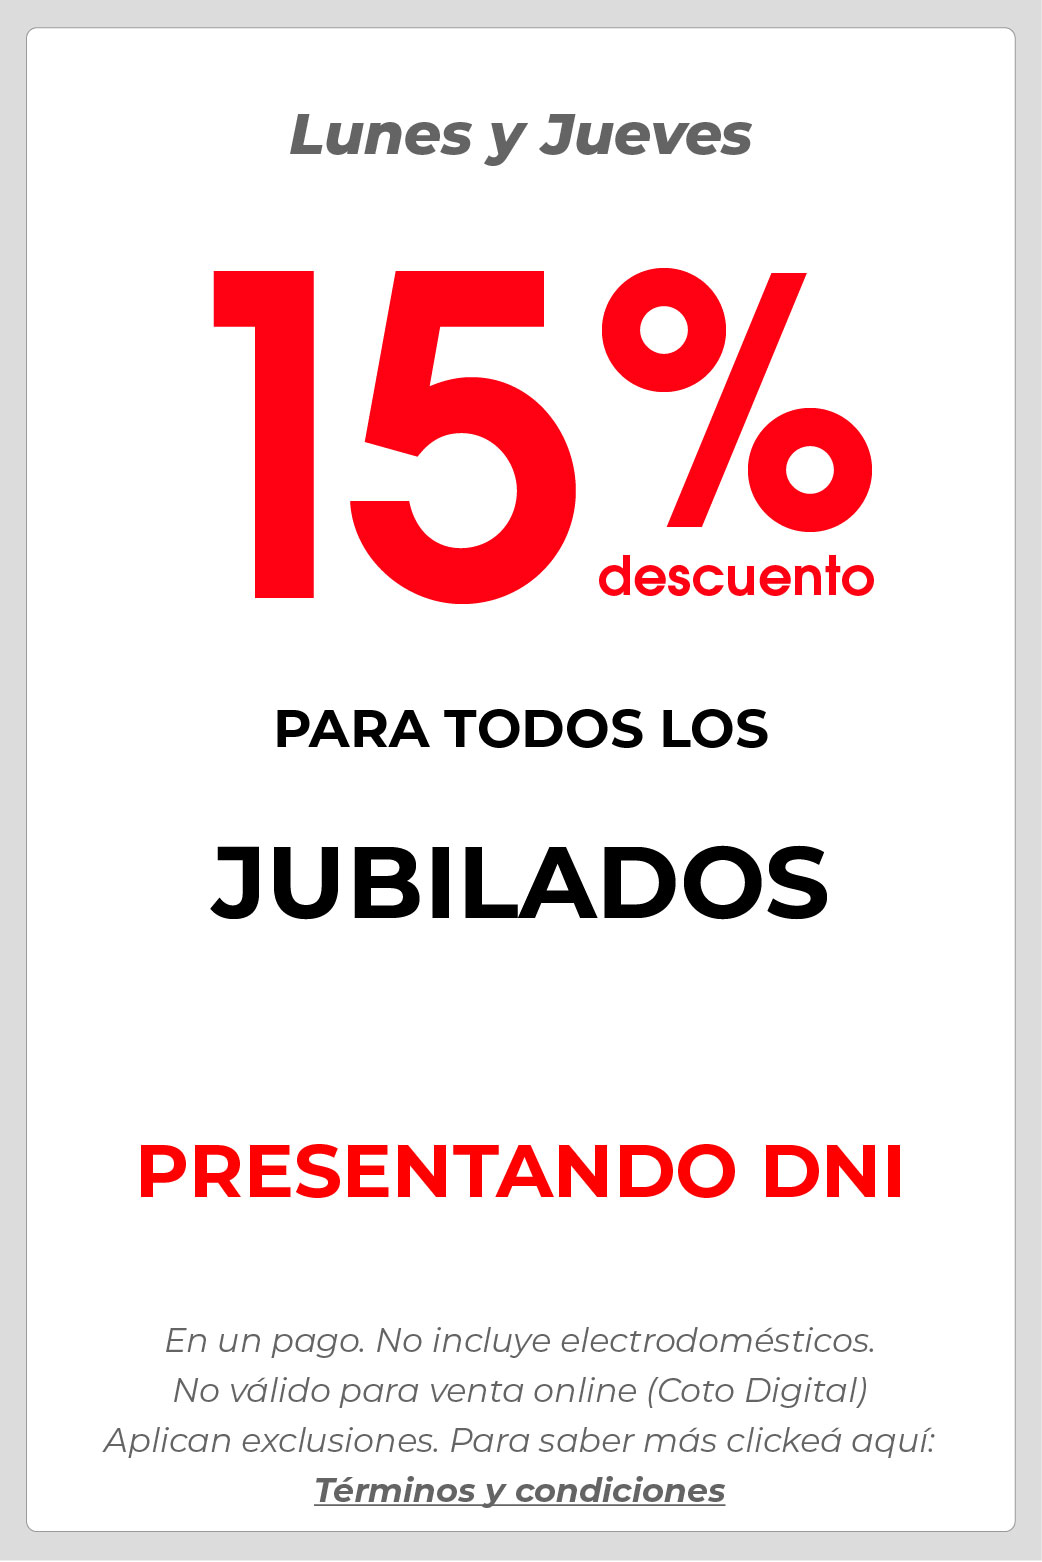 Lunes y Jueves
15%
descuento
PARA TODOS LOS
JUBILADOS
PRESENTANDO DNI
En un pago. No incluye electrodomésticos.
No válido para venta online (Coto Digital)
Aplican exclusiones. Para saber más clickeá aquí:
Términos y condiciones